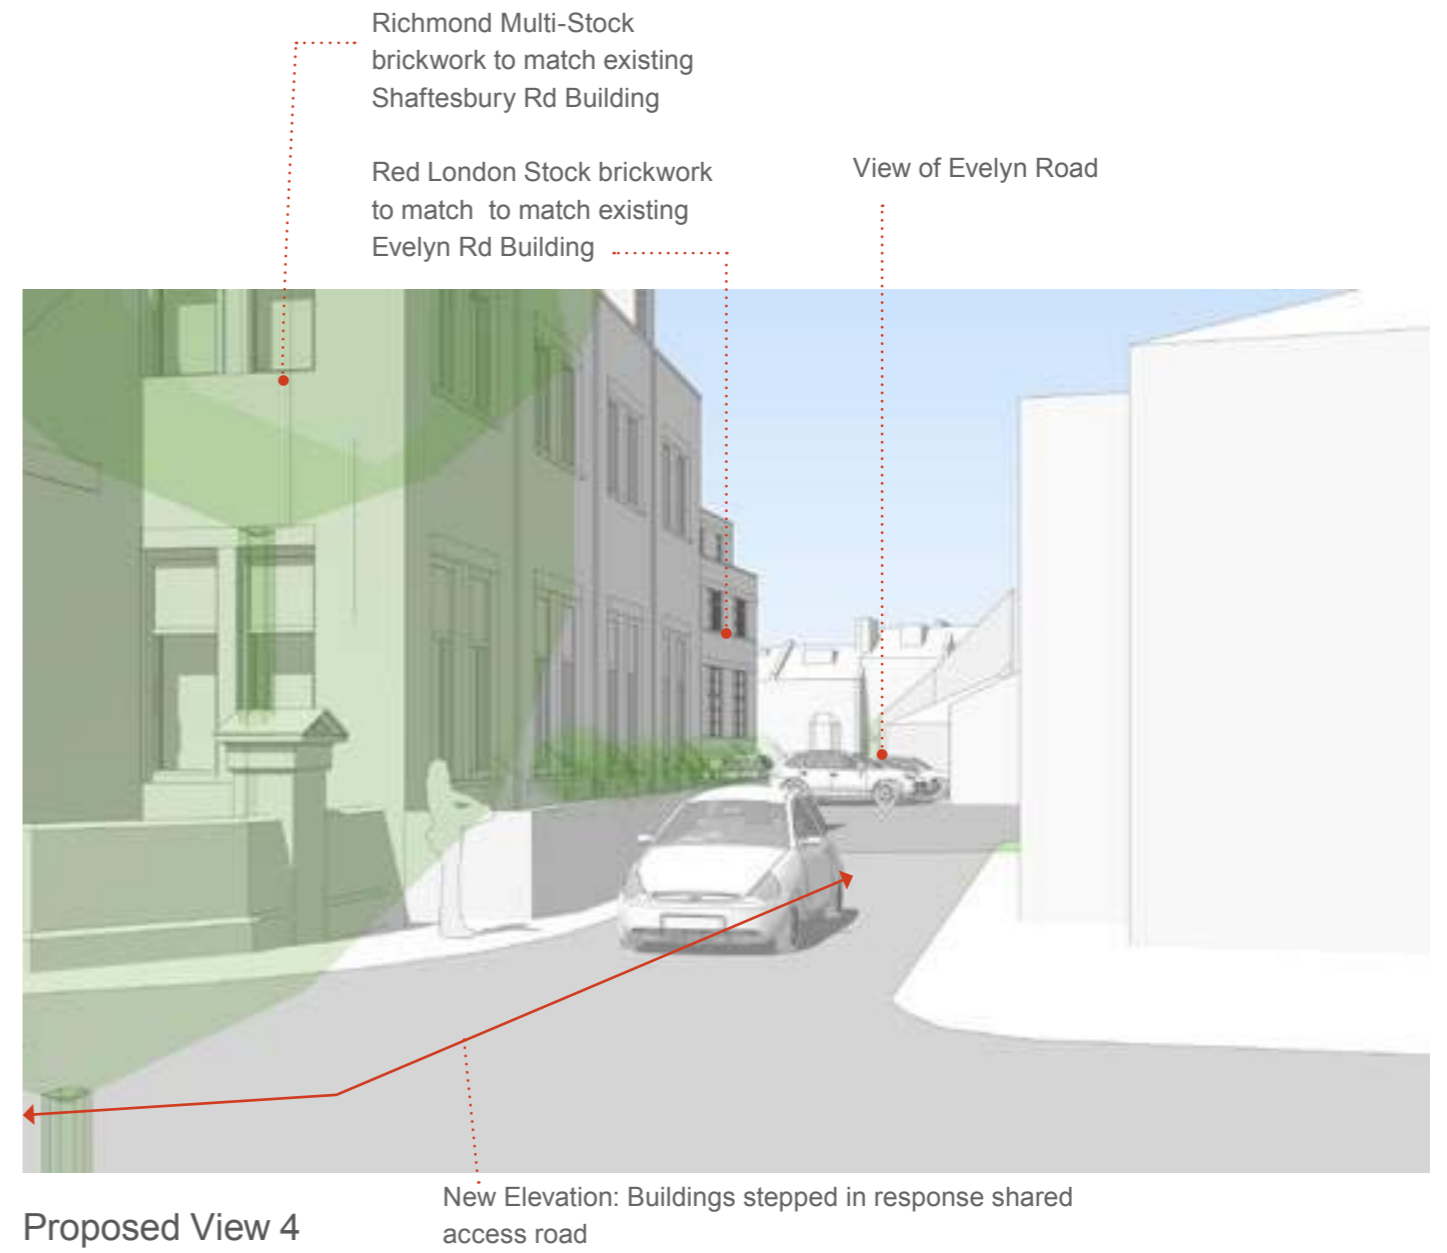 Richmond Multi-Stock
brickwork to match existing
Shaftesbury Rd Building
Red London Stock brickwork
to match  to match existing
Evelyn Rd Building
View of Evelyn Road
New Elevation: Buildings stepped in response shared
access road
Proposed View 4